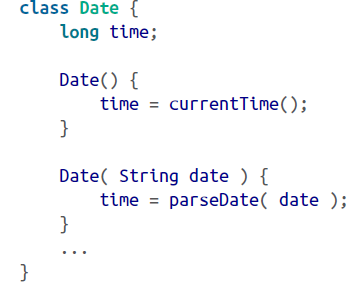 class Date {
    long time;

    Date() {
        time = currentTime();
    }

    Date( String date ) {
        time = parseDate( date );
    }
    ...
}